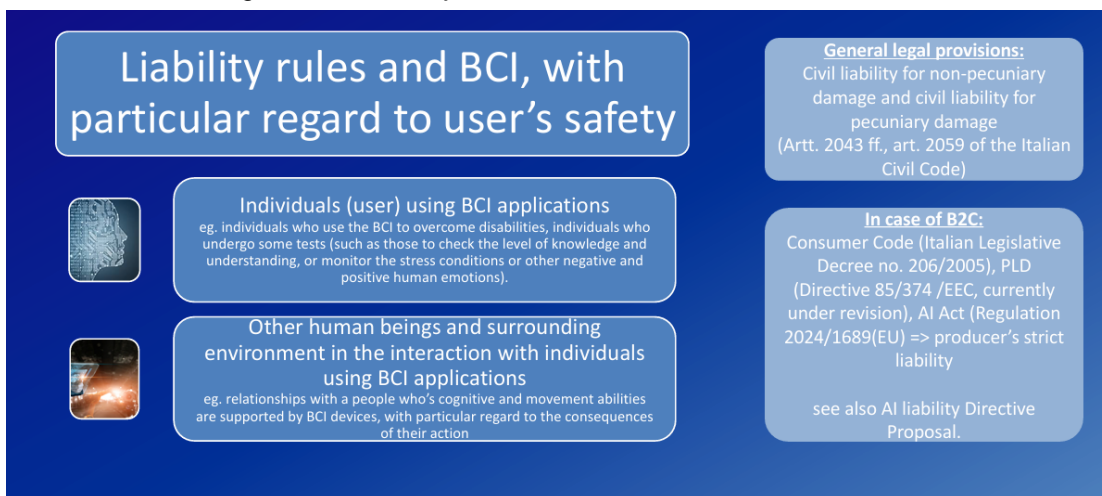 Liability rules and BCI, with
particular regard to user’s safety
Individuals (user) using BCI applications
eg. individuals who use the BCI to overcome disabilities, individuals who
undergo some tests (such as those to check the level of knowledge and
understanding, or monitor the stress conditions or other negative and
positive human emotions).
Other human beings and surrounding
environment in the interaction with individuals
using BCI applications
eg. relationships with a people who’s cognitive and movement abilities
are supported by BCI devices, with particular regard to the consequences
of their action
General legal provisions:
Civil liability for non-pecuniary
damage and civil liability for
pecuniary damage
(Artt. 2043 ff., art. 2059 of the Italian
Civil Code)
In case of B2C:
Consumer Code (Italian Legislative
Decree no. 206/2005), PLD
(Directive 85/374 /EEC, currently
under revision), AI Act (Regulation
2024/1689(EU) => producer’s strict
liability
see also AI liability Directive
Proposal.